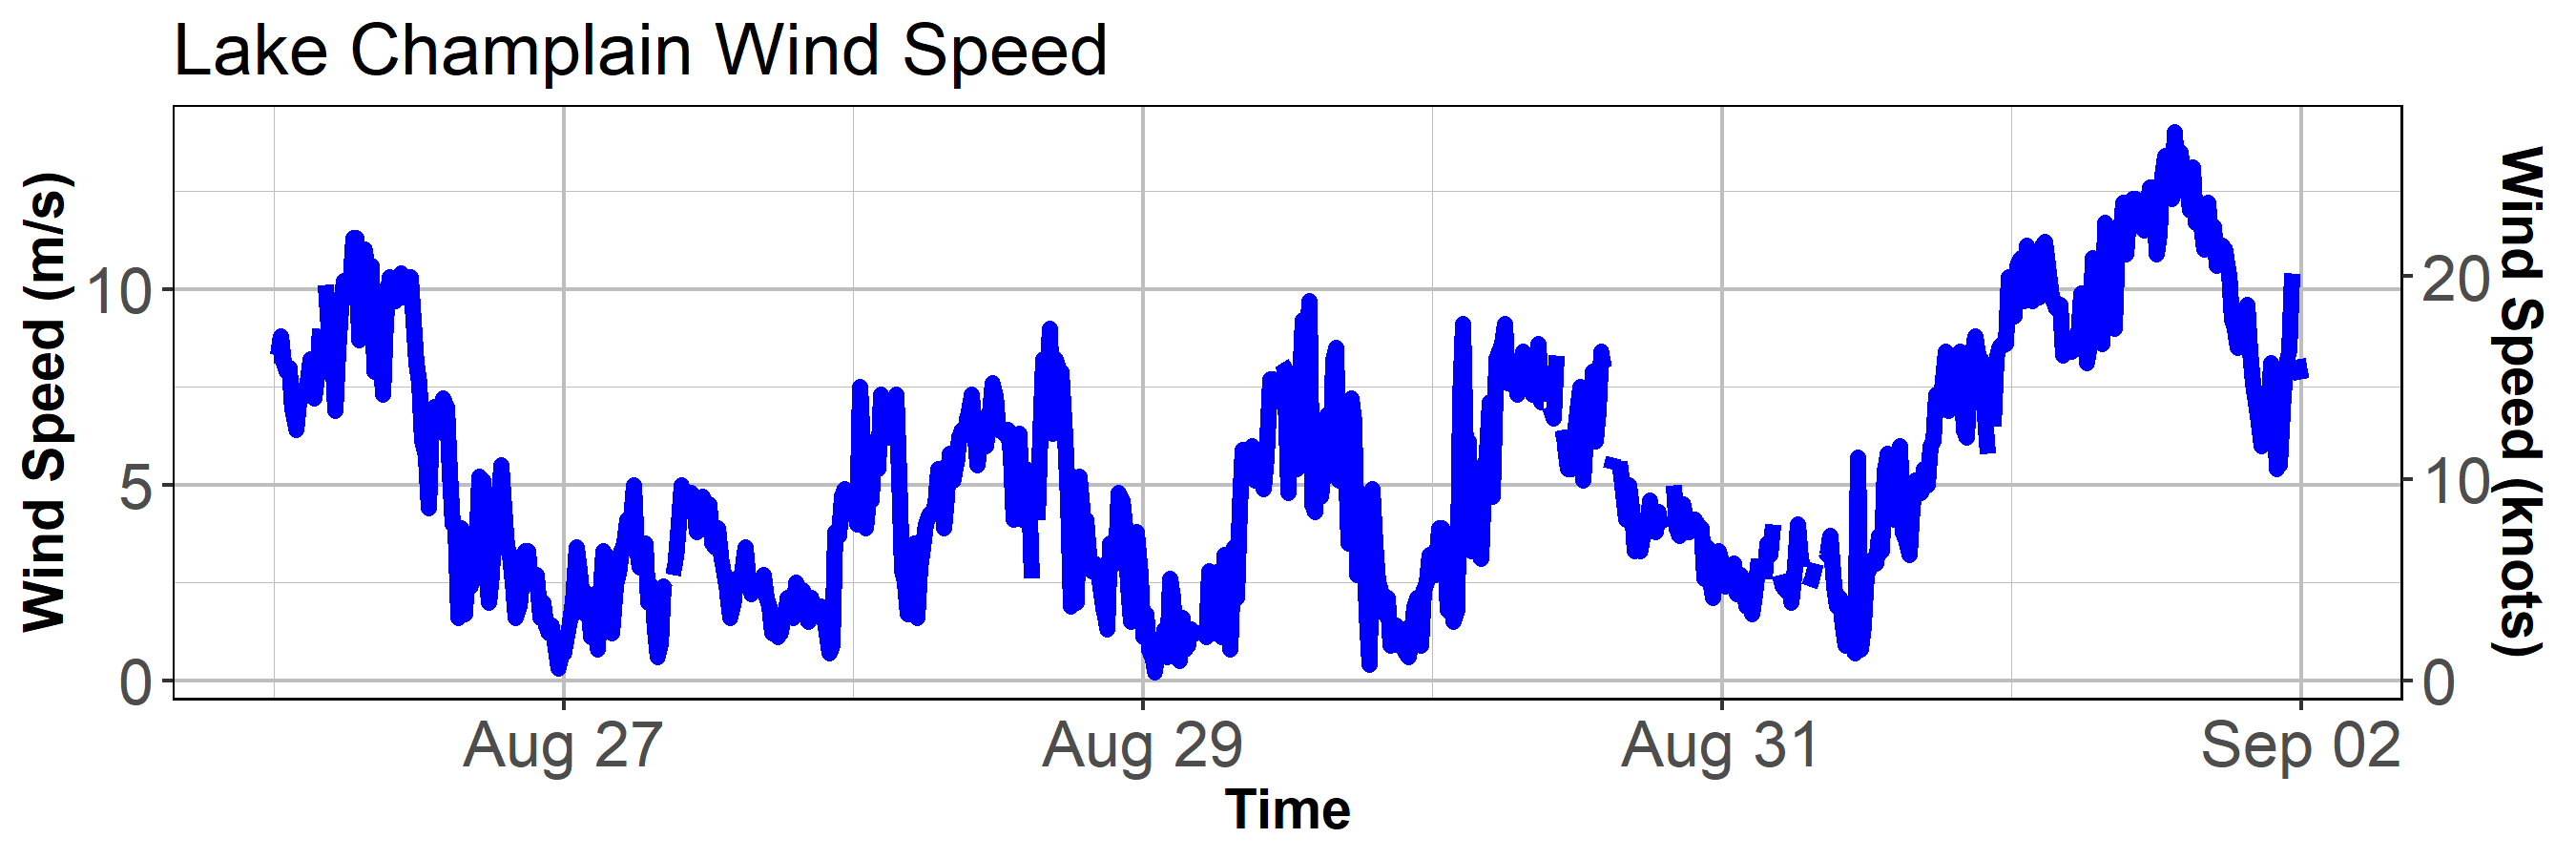 Lake Champlain Wind Speed
Wind Speed (m/s)
10
5
0
20
10
0
Wind Speed (knots)
Aug 27
Aug 29
Aug 31
Sep 02
Time